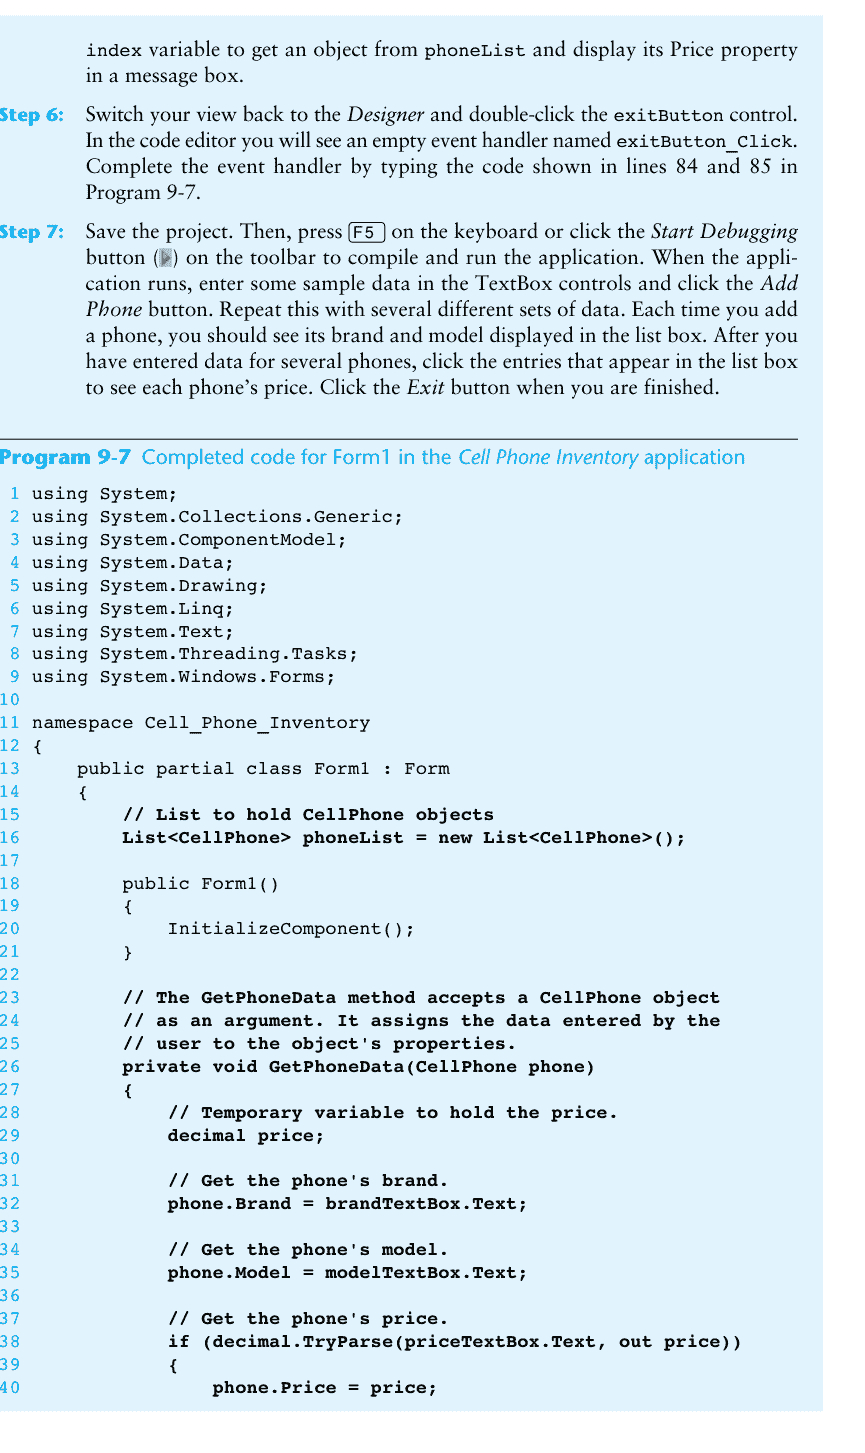 index variable to get an object from phoneList and display its Price property
in a message box.
Step 6: Switch your view back to the Designer and double-click the exitButton control.
In the code editor you will see an empty event handler named exitButton_Click.
Complete the event handler by typing the code shown in lines 84 and 85 in
Program 9-7.
Step 7: Save the project. Then, press F5 on the keyboard or click the Start Debugging
button ( ) on the toolbar to compile and run the application. When the appli-
cation runs, enter some sample data in the TextBox controls and click the Add
Phone button. Repeat this with several different sets of data. Each time you add
a phone, you should see its brand and model displayed in the list box. After you
have entered data for several phones, click the entries that appear in the list box
to see each phone's price. Click the Exit button when you are finished.
Program 9-7 Completed code for Form1 in the Cell Phone Inventory application
1 using System;
2 using System.Collections.Generic;
3 using System.ComponentModel;
4 using System.Data;
5 using System.Drawing;
6 using System.Linq;
7 using System.Text;
8 using System.Threading.Tasks;
9 using System.Windows.Forms;
10
11 namespace Cell_Phone_Inventory
12 {
13     public partial class Form1 : Form
14     {
15         // List to hold CellPhone objects
16         List<CellPhone> phoneList = new List<CellPhone>();
17
18         public Form1()
19         {
20             InitializeComponent();
21         }
22
23         // The GetPhoneData method accepts a CellPhone object
24         // as an argument. It assigns the data entered by the
25         // user to the object's properties.
26         private void GetPhoneData(CellPhone phone)
27         {
28             // Temporary variable to hold the price.
29             decimal price;
30
31             // Get the phone's brand.
32             phone.Brand = brandTextBox.Text;
33
34             // Get the phone's model.
35             phone.Model = modelTextBox.Text;
36
37             // Get the phone's price.
38             if (decimal.TryParse(priceTextBox.Text, out price))
39             {
40                 phone.Price = price;